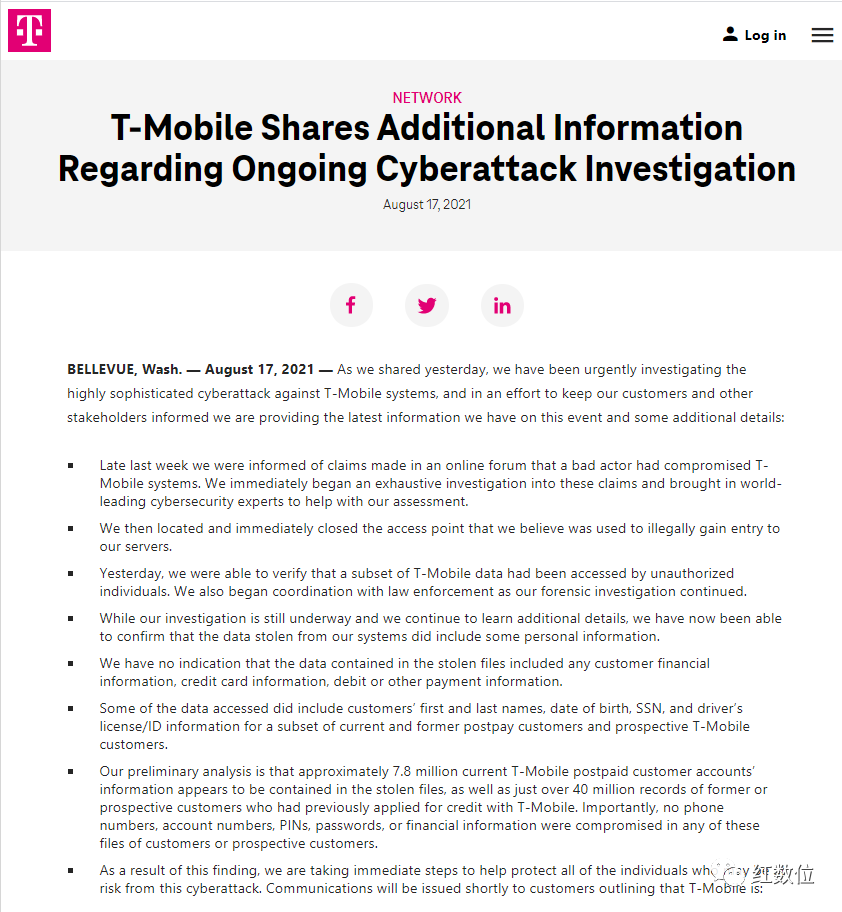 T
Log in
NETWORK
T-Mobile Shares Additional Information
Regarding Ongoing Cyberattack Investigation
August 17, 2021
BELLEVUE, Wash. — August 17, 2021 — As we shared yesterday, we have been urgently investigating the
highly sophisticated cyberattack against T-Mobile systems, and in an effort to keep our customers and other
stakeholders informed we are providing the latest information we have on this event and some additional details:
Late last week we were informed of claims made in an online forum that a bad actor had compromised T-
Mobile systems. We immediately began an exhaustive investigation into these claims and brought in world-
leading cybersecurity experts to help with our assessment.
We then located and immediately closed the access point that we believe was used to illegally gain entry to
our servers.
Yesterday, we were able to verify that a subset of T-Mobile data had been accessed by unauthorized
individuals. We also began coordination with law enforcement as our forensic investigation continued.
While our investigation is still underway and we continue to learn additional details, we have now been able
to confirm that the data stolen from our systems did include some personal information.
We have no indication that the data contained in the stolen files included any customer financial
information, credit card information, debit or other payment information.
Some of the data accessed did include customers’ first and last names, date of birth, SSN, and driver’s
license/ID information for a subset of current and former postpay customers and prospective T-Mobile
customers.
Our preliminary analysis is that approximately 7.8 million current T-Mobile postpaid customer accounts’
information appears to be contained in the stolen files, as well as just over 40 million records of former or
prospective customers who had previously applied for credit with T-Mobile. Importantly, no phone
numbers, account numbers, PINs, passwords, or financial information were compromised in any of these
files of customers or prospective customers.
As a result of this finding, we are taking immediate steps to help protect all of the individuals who
risk from this cyberattack. Communications will be issued shortly to customers outlining that T-Mobile is:
红数位